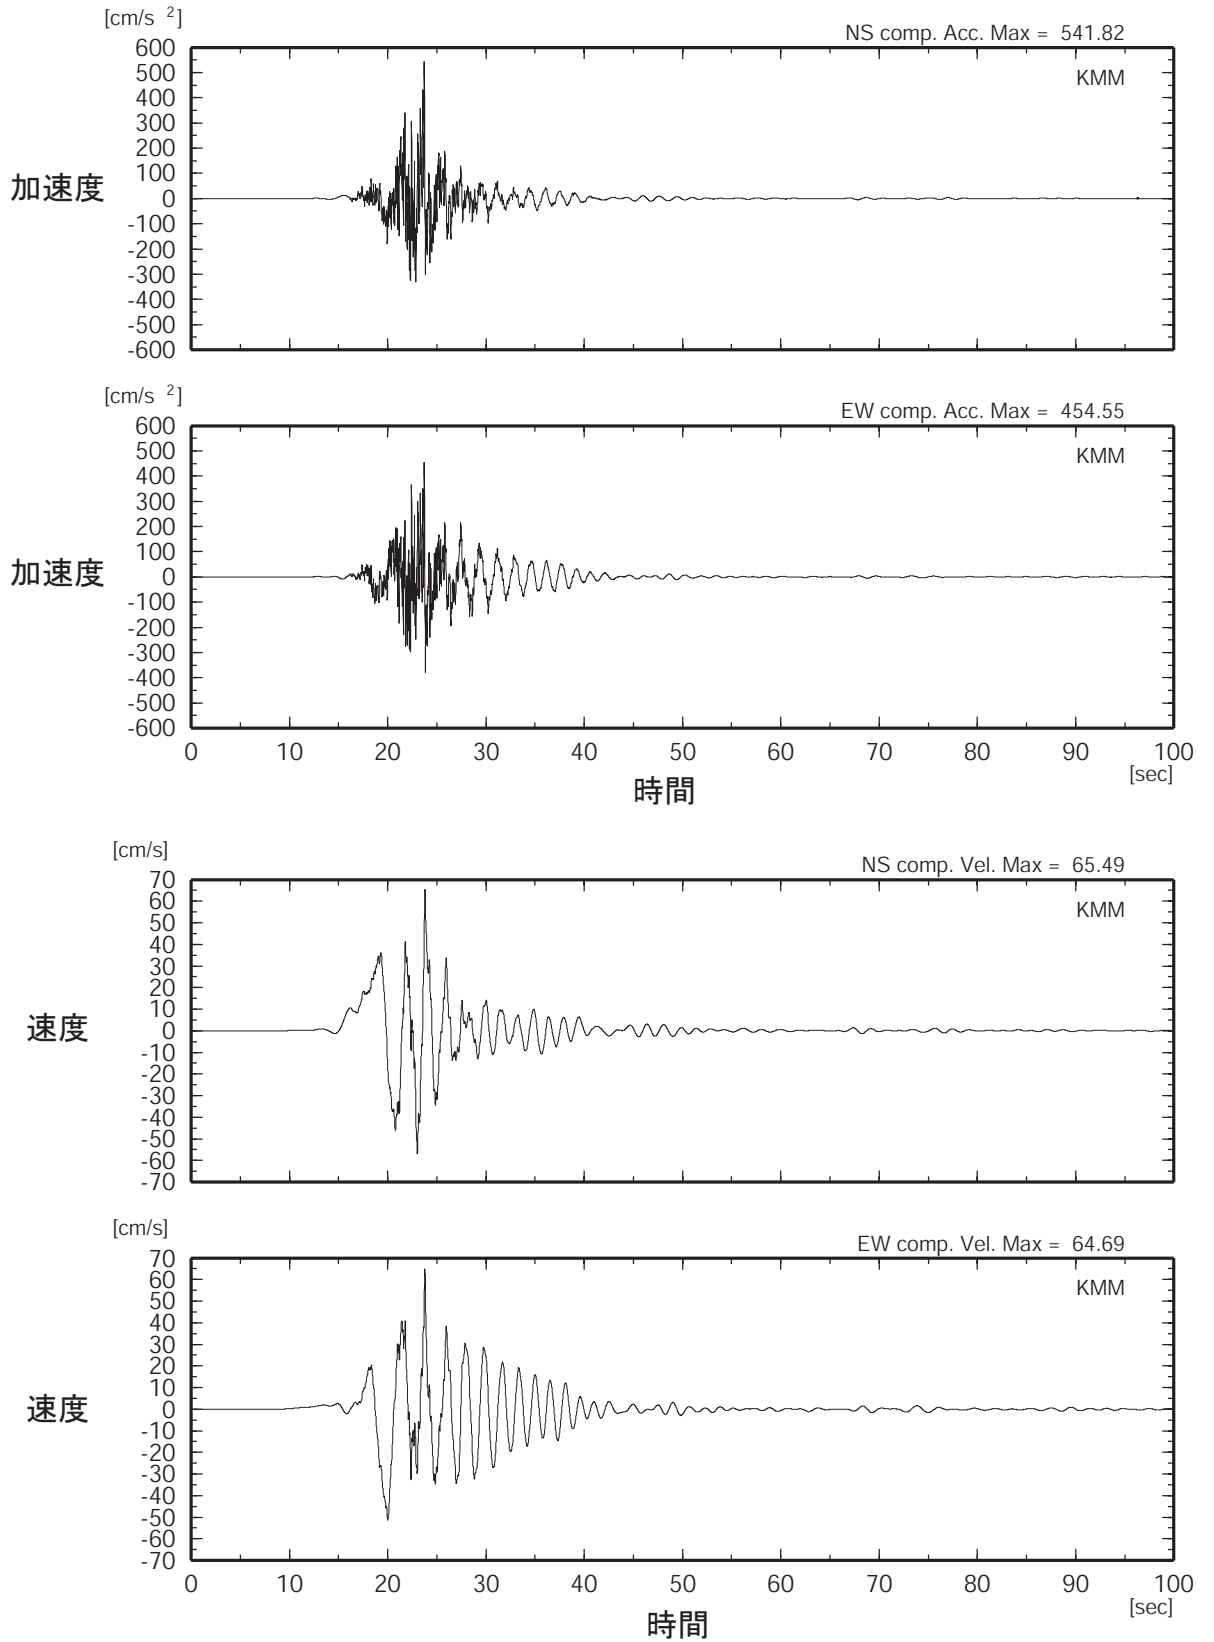 [cm/s 2]
NS comp. Acc. Max = 541.82
KMM
600
500
400
300
200
100
0
-100
-200
-300
-400
-500
-600
加速度
[cm/s 2]
EW comp. Acc. Max = 454.55
KMM
600
500
400
300
200
100
0
-100
-200
-300
-400
-500
-600
加速度
0 10 20 30 40 50 60 70 80 90 100
[sec]
時間
[cm/s]
NS comp. Vel. Max = 65.49
KMM
70
60
50
40
30
20
10
0
-10
-20
-30
-40
-50
-60
-70
速度
[cm/s]
EW comp. Vel. Max = 64.69
KMM
70
60
50
40
30
20
10
0
-10
-20
-30
-40
-50
-60
-70
速度
0 10 20 30 40 50 60 70 80 90 100
[sec]
時間